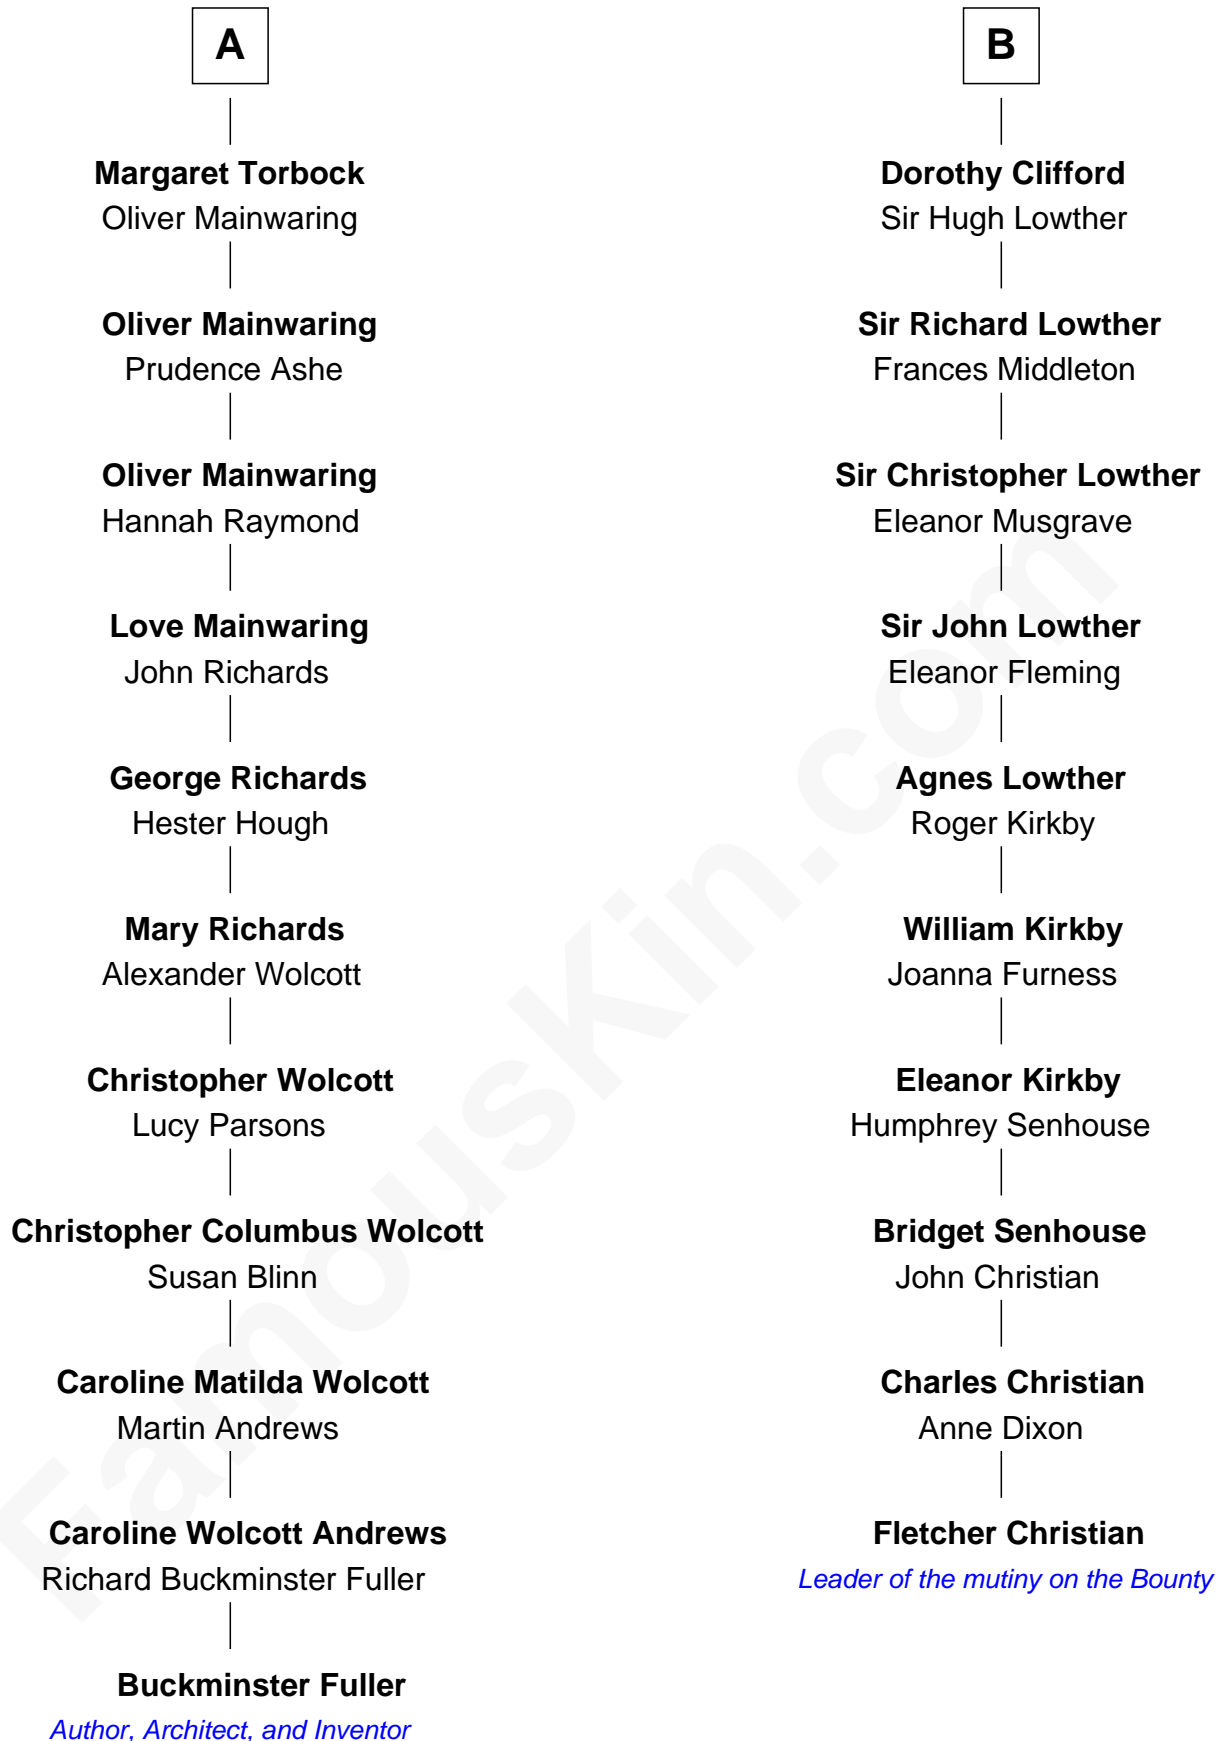 A
Margaret Torbock
Oliver Mainwaring
Oliver Mainwaring
Prudence Ashe
Oliver Mainwaring
Hannah Raymond
Love Mainwaring
John Richards
George Richards
Hester Hough
Mary Richards
Alexander Wolcott
Christopher Wolcott
Lucy Parsons
Christopher Columbus Wolcott
Susan Blinn
Caroline Matilda Wolcott
Martin Andrews
Caroline Wolcott Andrews
Richard Buckminster Fuller
Buckminster Fuller
Author, Architect, and Inventor
B
Dorothy Clifford
Sir Hugh Lowther
Sir Richard Lowther
Frances Middleton
Sir Christopher Lowther
Eleanor Musgrave
Sir John Lowther
Eleanor Fleming
Agnes Lowther
Roger Kirkby
William Kirkby
Joanna Furness
Eleanor Kirkby
Humphrey Senhouse
Bridget Senhouse
John Christian
Charles Christian
Anne Dixon
Fletcher Christian
Leader of the mutiny on the Bounty
FamousKin.com